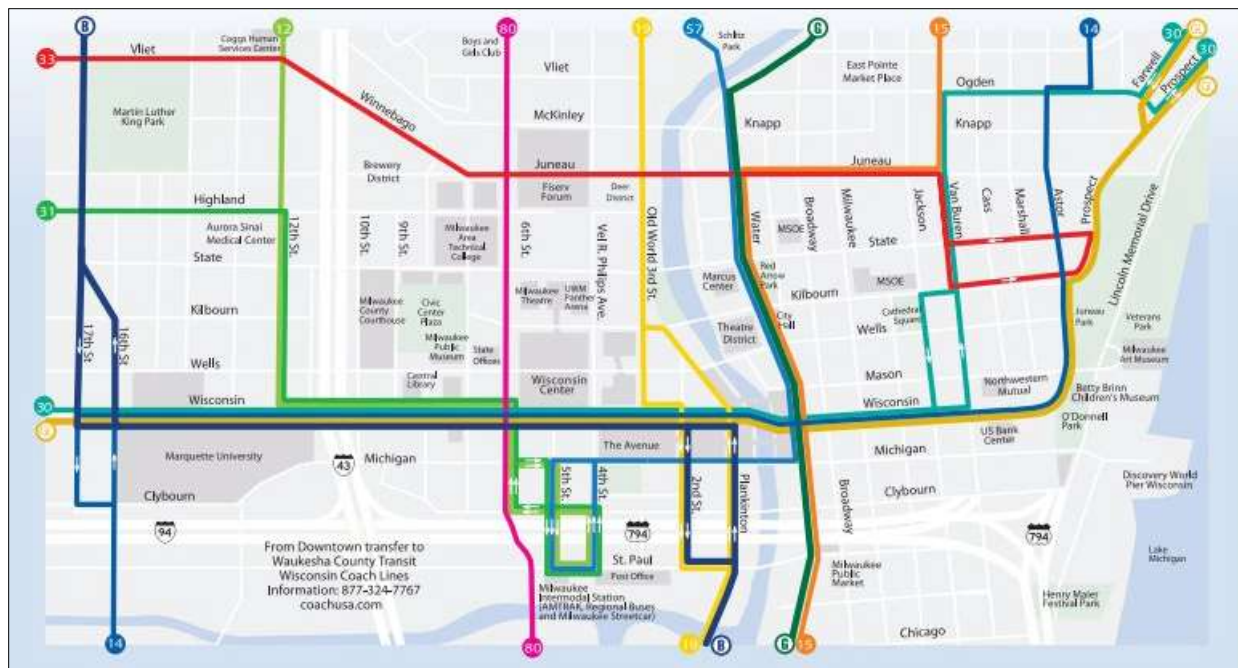 B
12
80
19
57
G
15
14
30
30
33
31
30
14
80
19
B
G
15
Vliet
Coggs Human
Services Center
Boys and
Girls Club
Schlitz
Park
Vliet
East Pointe
Market Place
Ogden
Farwell
Prospect
Martin Luther
King Park
Winnebago
McKinley
Knapp
Knapp
Brewery
District
Juneau
Fiserv
Forum
Deer
District
Juneau
Highland
Aurora Sinai
Medical Center
State
12th St.
10th St.
9th St.
Milwaukee
Area
Technical
College
6th St.
Vel R. Philips Ave.
Old World 3rd St.
Water
Broadway
Milwaukee
Jackson
Van Buren
Cass
Marshall
Astor
Prospect
Lincoln Memorial Drive
MSOE
State
Marcus
Center
Red
Arrow
Park
MSOE
Kilbourn
Kilbourn
Milwaukee
County
Courthouse
Civic
Center
Plaza
Milwaukee
Theatre
UWM
Panther
Arena
City
Hall
Cathedral
Square
Juneau
Park
Veterans
Park
17th St
16th St.
Wells
Milwaukee
Public
Museum
State
Offices
Theatre
District
Wells
Milwaukee
Art Museum
Central
Library
Wisconsin
Center
Mason
Northwestern
Mutual
Betty Brinn
Children's Museum
Wisconsin
Wisconsin
O'Donnell
Park
US Bank
Center
Marquette University
43
Michigan
The Avenue
Michigan
Clybourn
5th St.
4th St.
2nd St.
Plankinton
Broadway
Clybourn
Discovery World
Pier Wisconsin
94
794
794
From Downtown transfer to
Waukesha County Transit
Wisconsin Coach Lines
Information: 877-324-7767
coachusa.com
St. Paul
Post Office
Milwaukee
Intermodal Station
(AMTRAK, Regional Buses
and Milwaukee Streetcar)
Milwaukee
Public
Market
Lake
Michigan
Henry Maier
Festival Park
Chicago